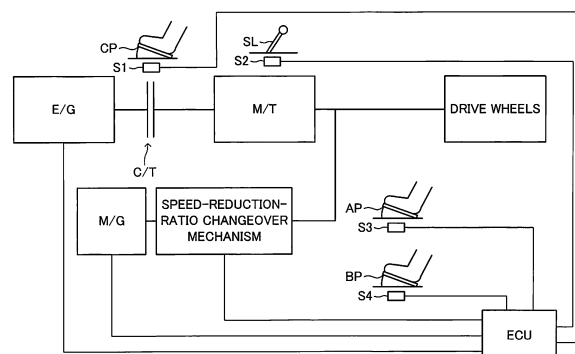 CP
S1
SL
S2
E/G
M/T
DRIVE WHEELS
C/T
M/G
SPEED-REDUCTION-
RATIO CHANGEOVER
MECHANISM
AP
S3
BP
S4
ECU